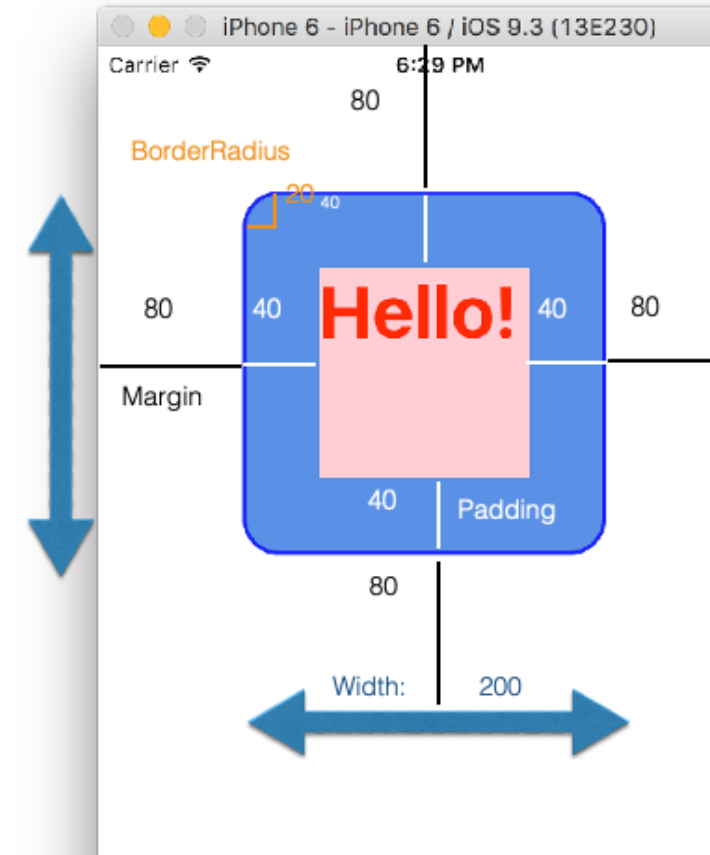 iPhone 6 - iPhone 6 / iOS 9.3 (13E230)
Carrier 6:29 PM
80
BorderRadius
20 40
80 40 Hello! 40 80
Margin
40 Padding
80
Width: 200